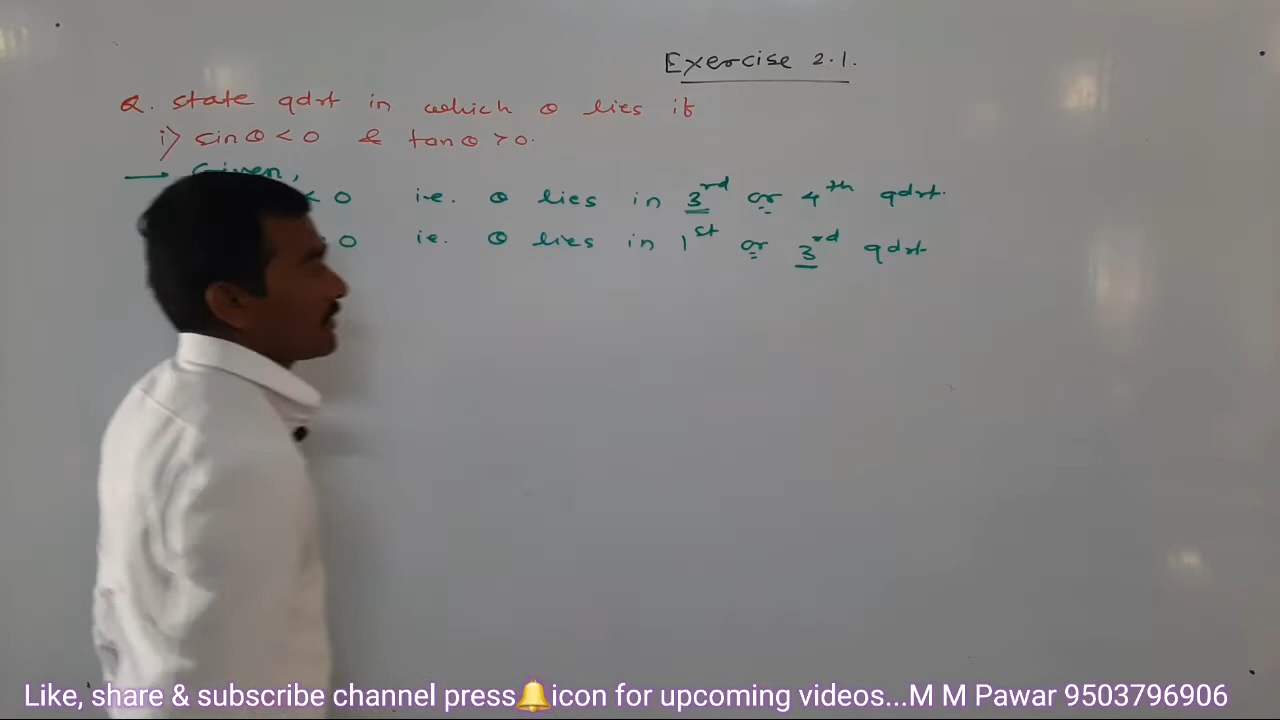 Exercise 2.1.
Q. state qdrt in which θ lies if
i) sinθ < 0 & tanθ > 0.
→ Given,
< 0 i.e. θ lies in 3rd or 4th qdrt.
0 ie. θ lies in 1st or 3rd qdrt
Like, share & subscribe channel press🔔icon for upcoming videos...M M Pawar 9503796906